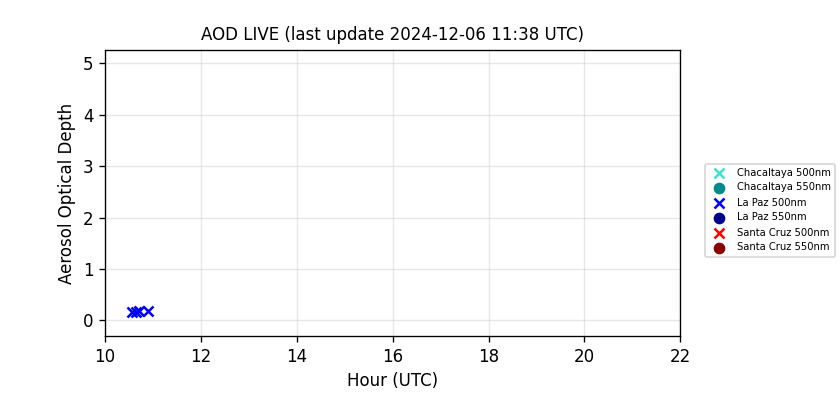 AOD LIVE (last update 2024-12-06 11:38 UTC)
Aerosol Optical Depth
5
4
3
2
1
0
10 12 14 16 18 20 22
Hour (UTC)
Chacaltaya 500nm
Chacaltaya 550nm
La Paz 500nm
La Paz 550nm
Santa Cruz 500nm
Santa Cruz 550nm